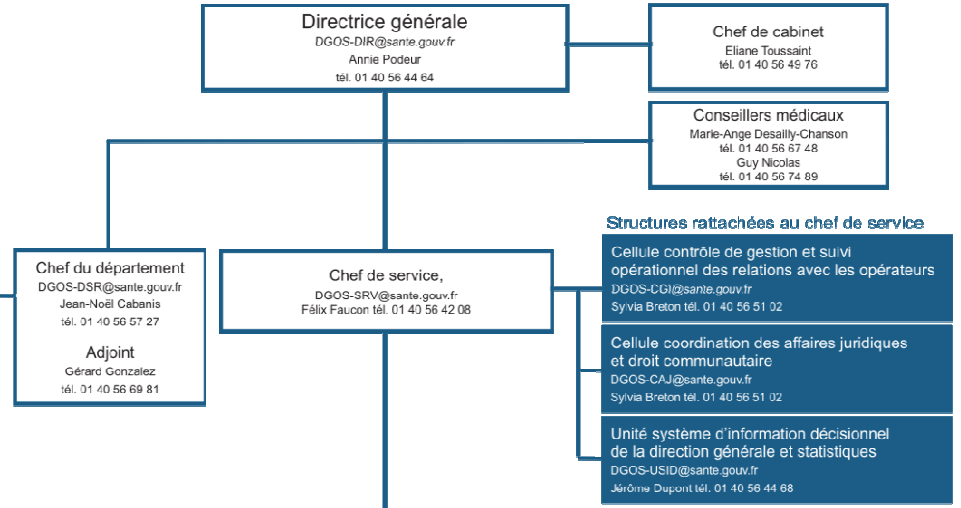 Directrice générale
DGOS-DIR@sante.gouv.fr
Annie Podeur
tél. 01 40 56 44 64
Chef de cabinet
Eliane Toussaint
tél. 01 40 56 49 76
Conseillers médicaux
Marie-Ange Desailly-Chanson
tél. 01 40 56 67 48
Guy Nicolas
tél. 01 40 56 74 89
Chef du département
DGOS-DSR@sante.gouv.fr
Jean-Noël Cabanis
tél. 01 40 56 57 27
Adjoint
Gérard Gonzalez
tél. 01 40 56 69 81
Chef de service,
DGOS-SRV@sante.gouv.fr
Félix Faucon tél. 01 40 56 42 08
Structures rattachées au chef de service
Cellule contrôle de gestion et suivi
opérationnel des relations avec les opérateurs
DGOS-CGI@sante.gouv.fr
Sylvia Breton tél. 01 40 56 51 02
Cellule coordination des affaires juridiques
et droit communautaire
DGOS-CAJ@sante.gouv.fr
Sylvia Breton tél. 01 40 56 51 02
Unité système d'information décisionnel
de la direction générale et statistiques
DGOS-USID@sante.gouv.fr
Jérôme Dupont tél. 01 40 56 44 68